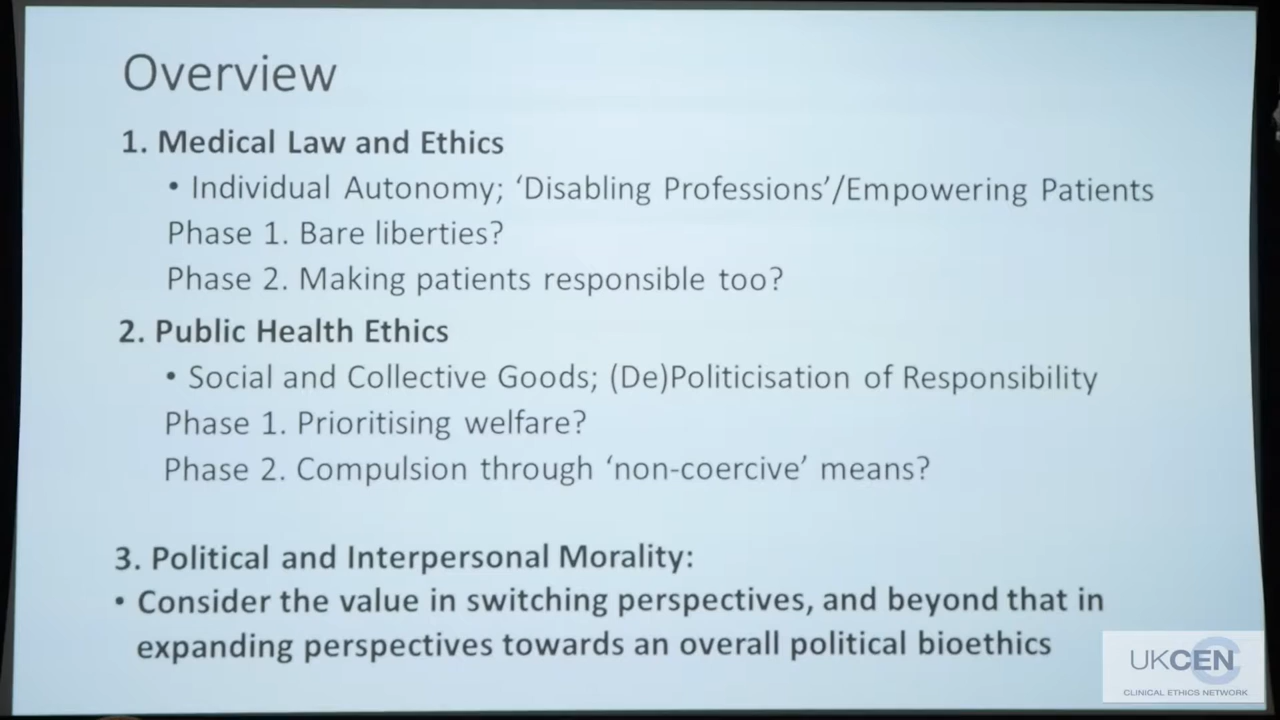 Overview
1. Medical Law and Ethics
• Individual Autonomy; ‘Disabling Professions’/Empowering Patients
Phase 1. Bare liberties?
Phase 2. Making patients responsible too?
2. Public Health Ethics
• Social and Collective Goods; (De)Politicisation of Responsibility
Phase 1. Prioritising welfare?
Phase 2. Compulsion through ‘non-coercive’ means?
3. Political and Interpersonal Morality:
• Consider the value in switching perspectives, and beyond that in
expanding perspectives towards an overall political bioethics
UKCEN
CLINICAL ETHICS NETWORK